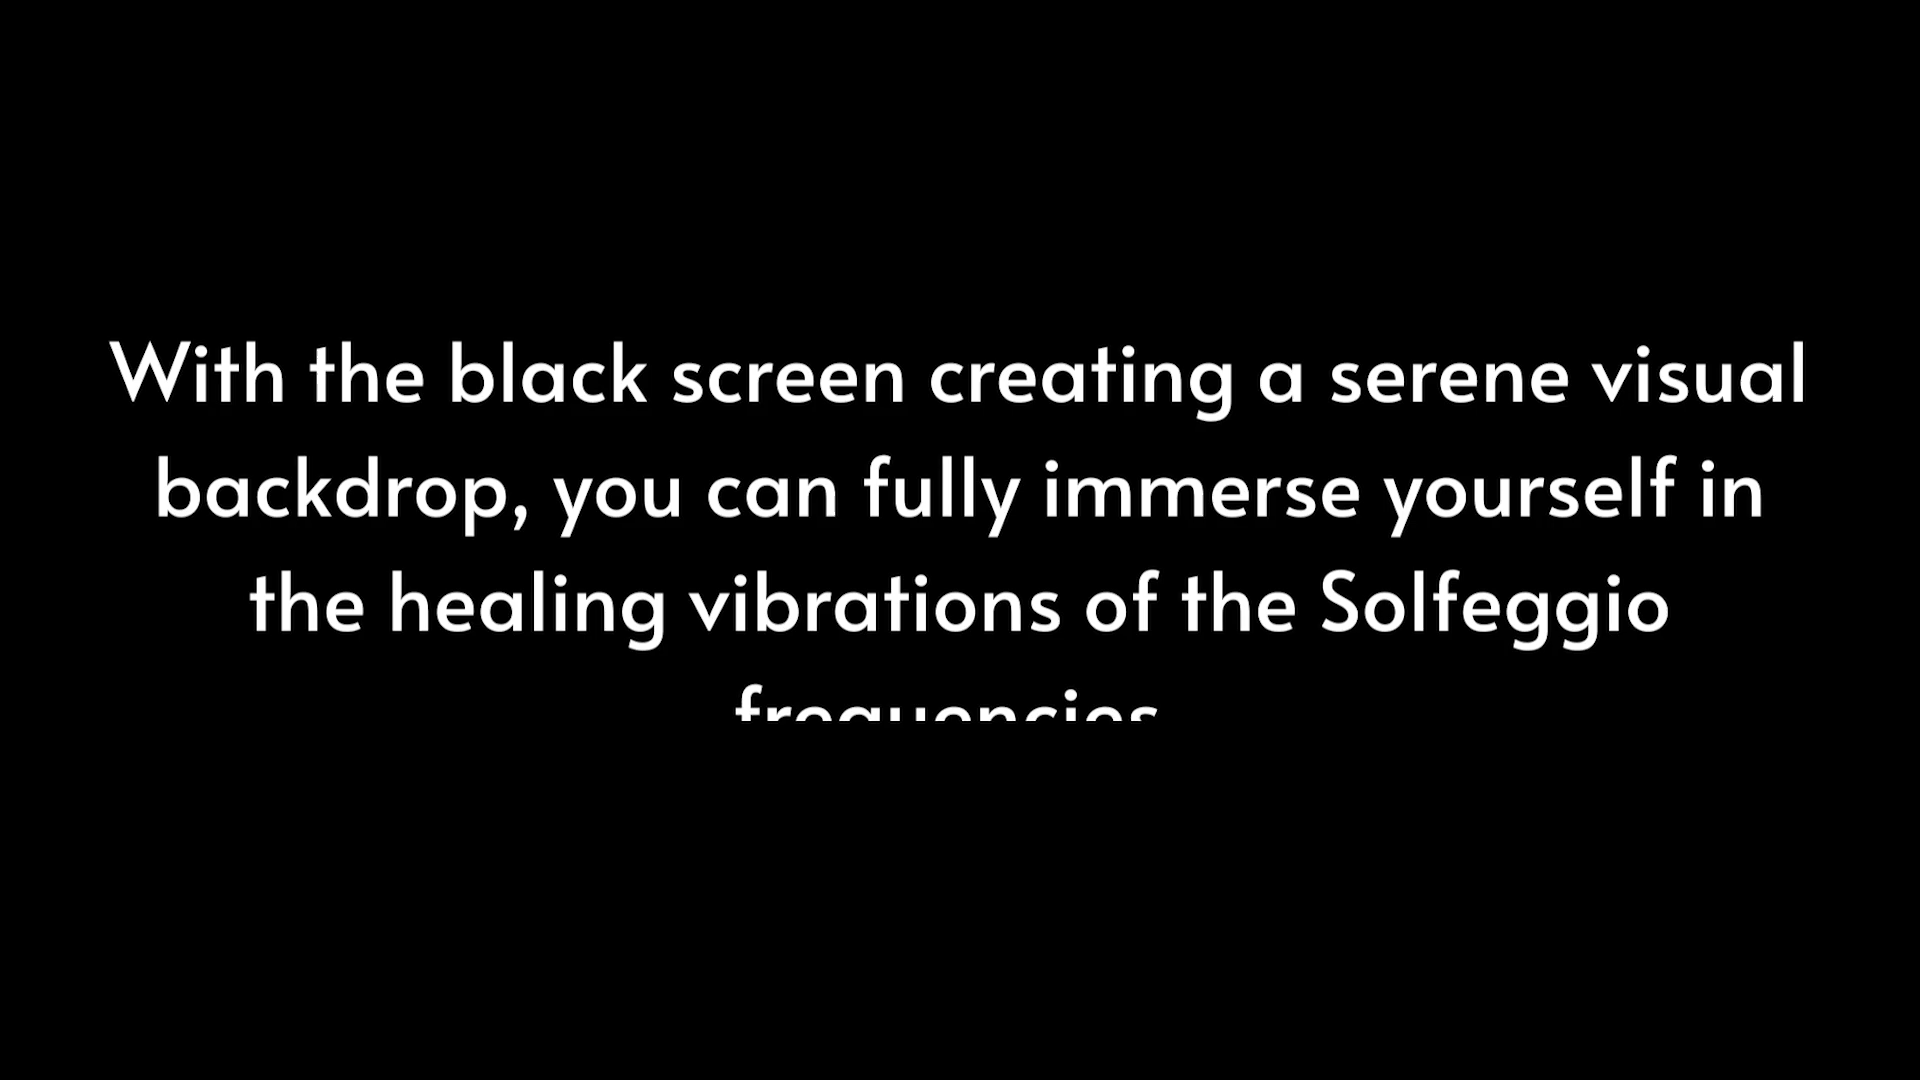 With the black screen creating a serene visual
backdrop, you can fully immerse yourself in
the healing vibrations of the Solfeggio
frequencies